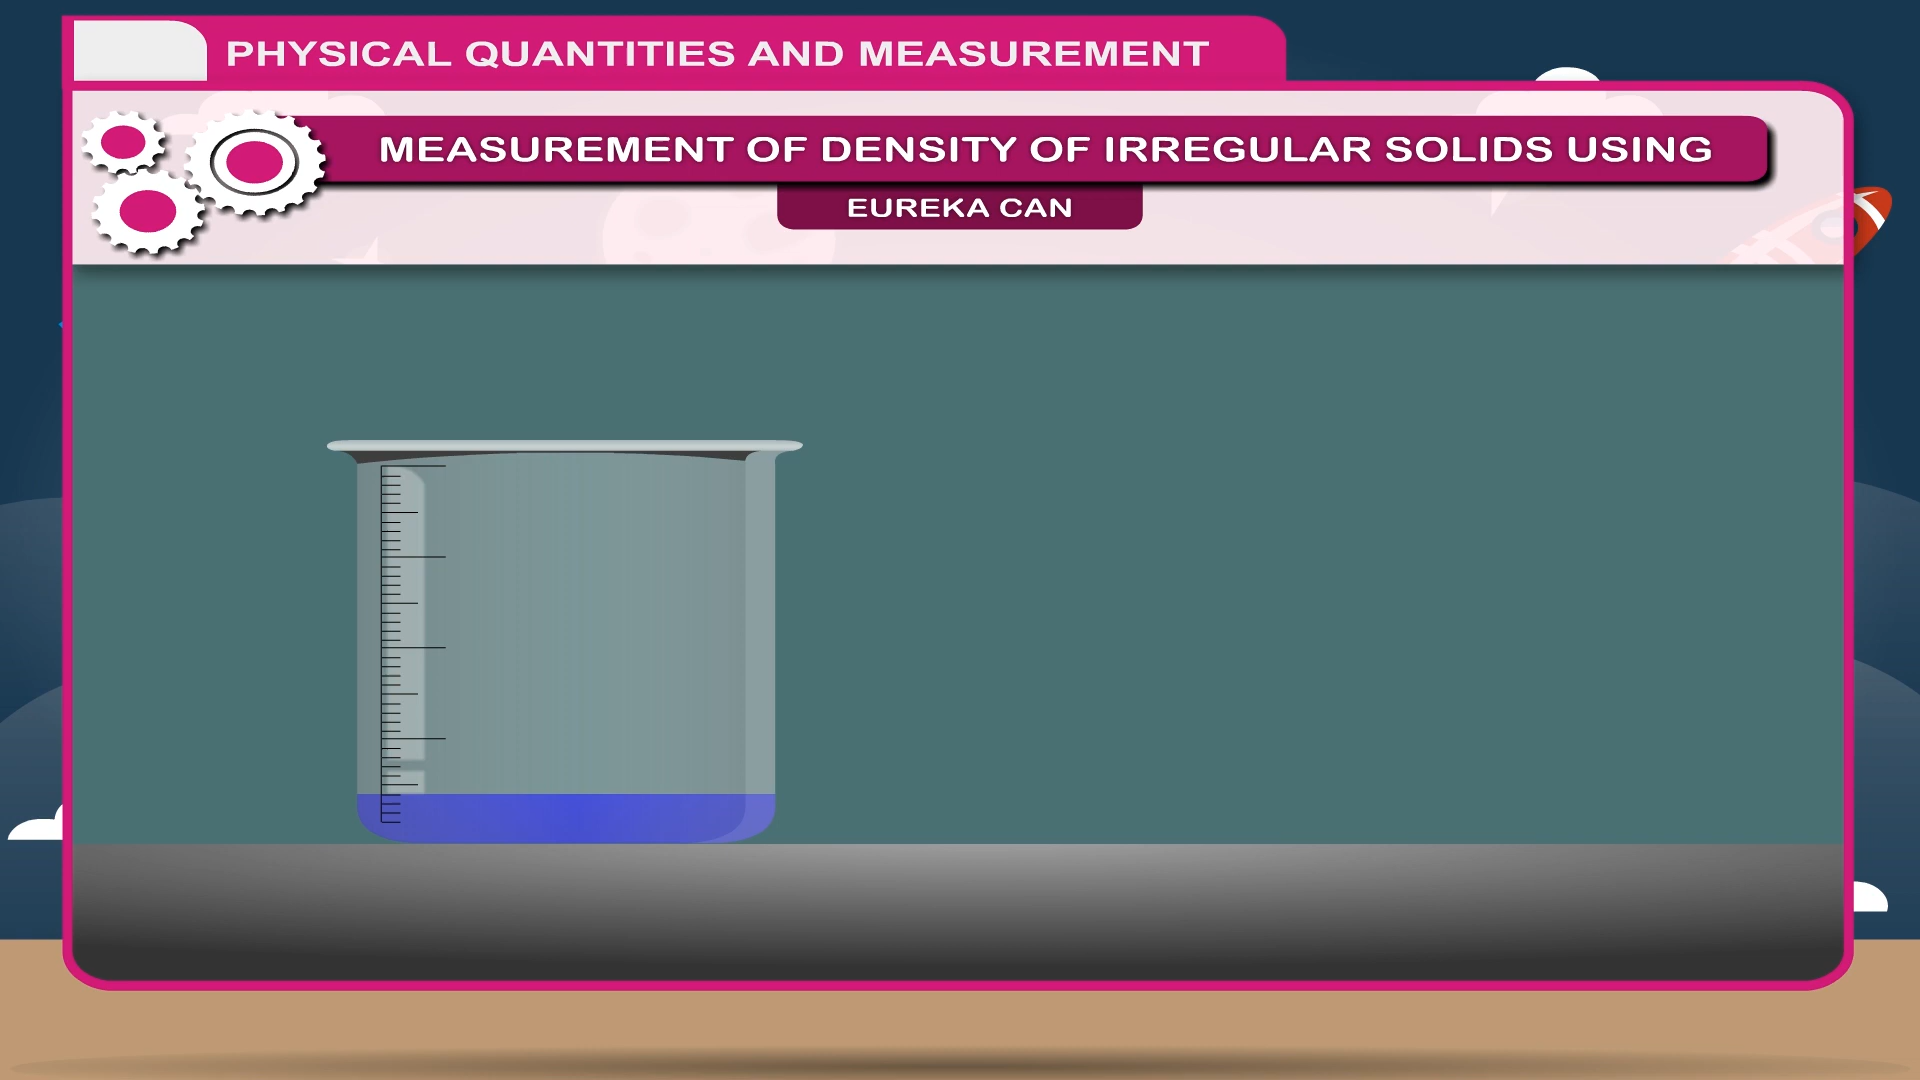 PHYSICAL QUANTITIES AND MEASUREMENT
MEASUREMENT OF DENSITY OF IRREGULAR SOLIDS USING
EUREKA CAN